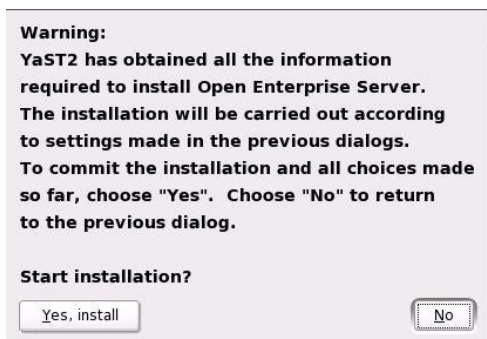 Warning:
YaST2 has obtained all the information
required to install Open Enterprise Server.
The installation will be carried out according
to settings made in the previous dialogs.
To commit the installation and all choices made
so far, choose "Yes".  Choose "No" to return
to the previous dialog.
Start installation?
Yes, install
No